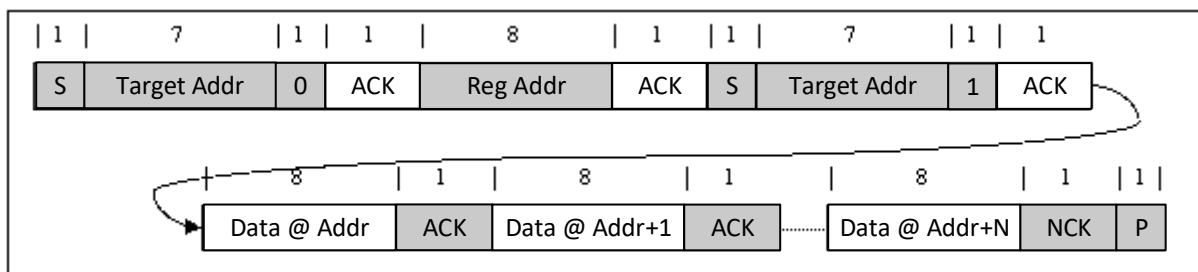 | 1 | 7 | 1 | 1 | 8 | 1 | 1 | 7 | 1 | 1
S Target Addr 0 ACK Reg Addr ACK S Target Addr 1 ACK
| 8 | 1 | 8 | 1 | 8 | 1 | 1 |
Data @ Addr ACK Data @ Addr+1 ACK Data @ Addr+N NCK P